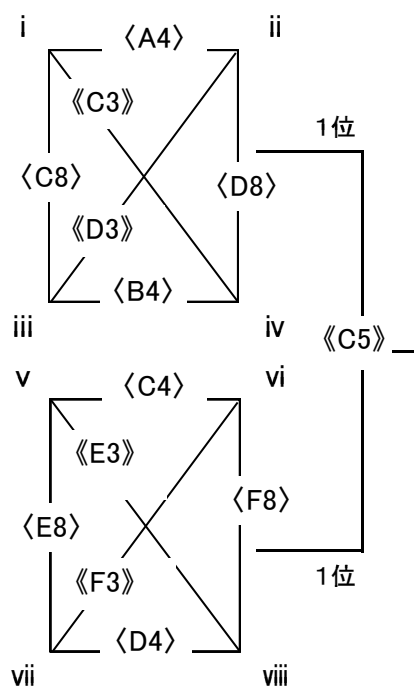 i 〈A4〉 ii
《C3》
1位
〈C8〉 〈D8〉
《D3》
〈B4〉
iii iv 《C5》
v 〈C4〉 vi
《E3》
〈E8〉 〈F8〉
《F3》
1位
〈D4〉
vii viii